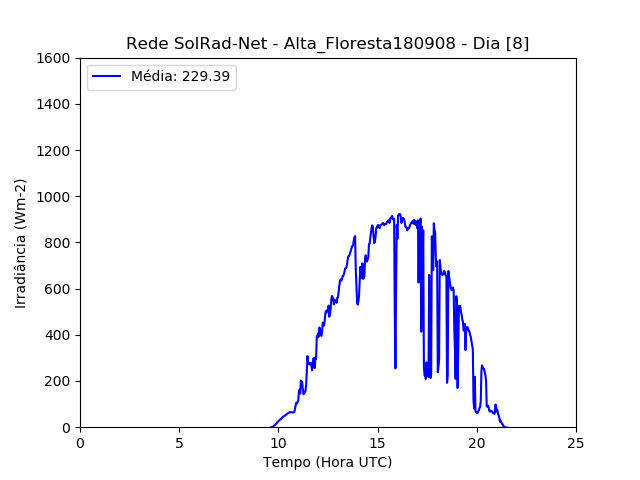 Rede SolRad-Net - Alta_Floresta180908 - Dia [8]
Média: 229.39
Irradiância (Wm-2)
1600
1400
1200
1000
800
600
400
200
0
0 5 10 15 20 25
Tempo (Hora UTC)